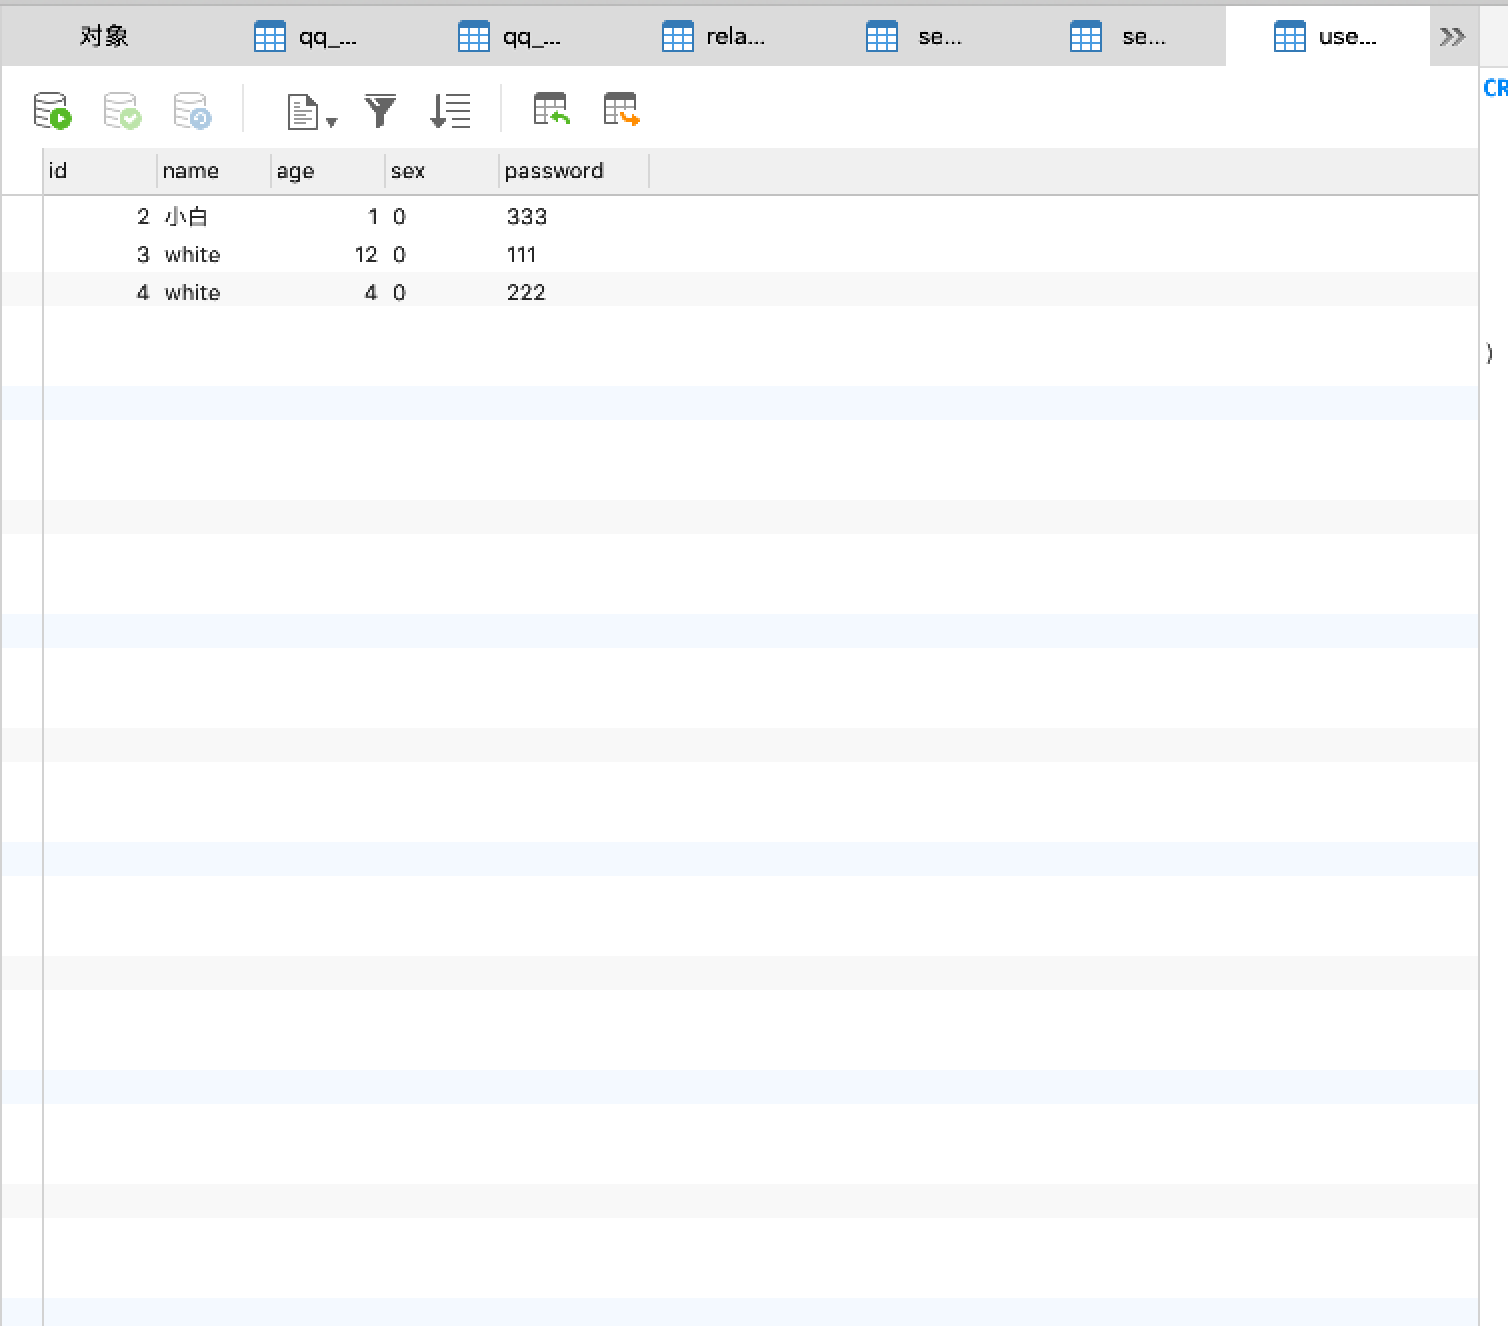 对象 qq_... qq_... rela... se... se... use...
CR
id name age sex password
2 小白 1 0 333
3 white 12 0 111
)
4 white 4 0 222